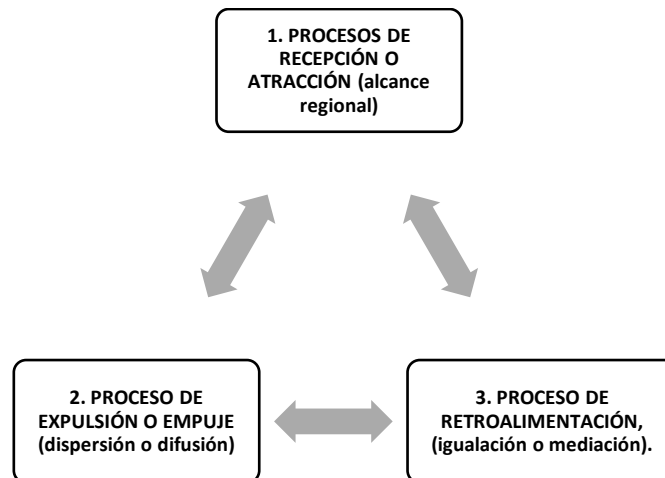 1. PROCESOS DE
RECEPCIÓN O
ATRACCIÓN (alcance
regional)
2. PROCESO DE
EXPULSIÓN O EMPUJE
(dispersión o difusión)
3. PROCESO DE
RETROALIMENTACIÓN,
(igualación o mediación).